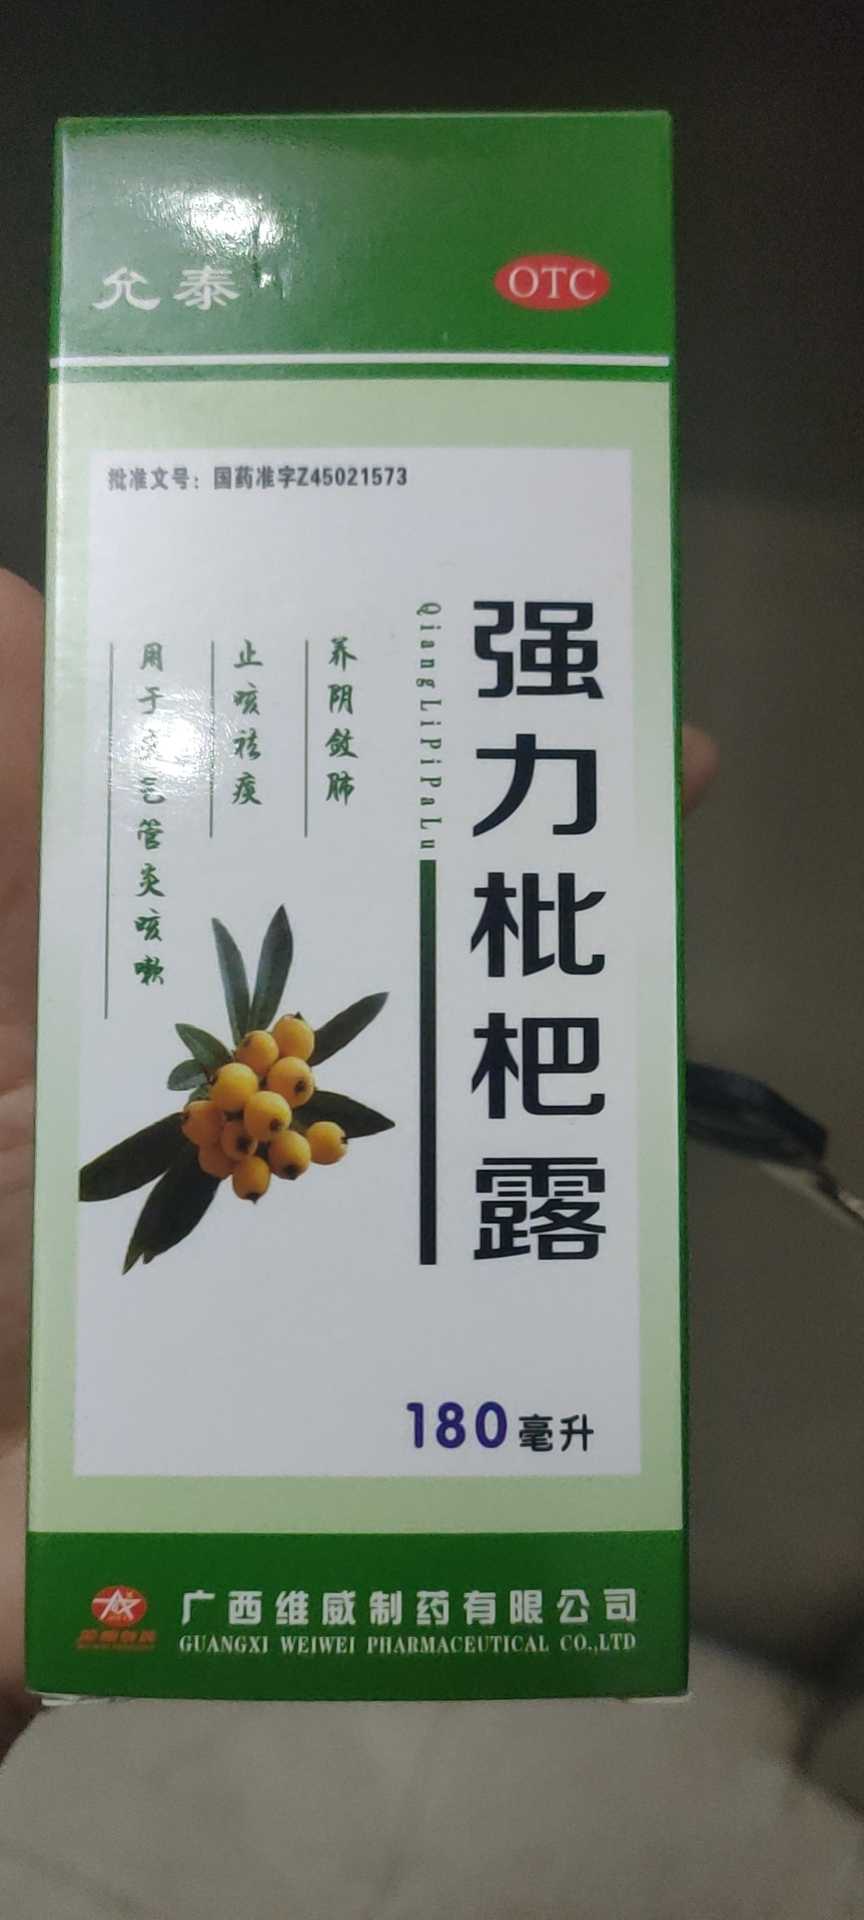 允泰
OTC
批准文号：国药准字Z45021573
强力枇杷露
QiangLiPiPaLu
养阴敛肺
止咳祛痰
用于支气管炎咳嗽
180毫升
广西维威制药有限公司
GUANGXI WEIWEI PHARMACEUTICAL CO.,LTD